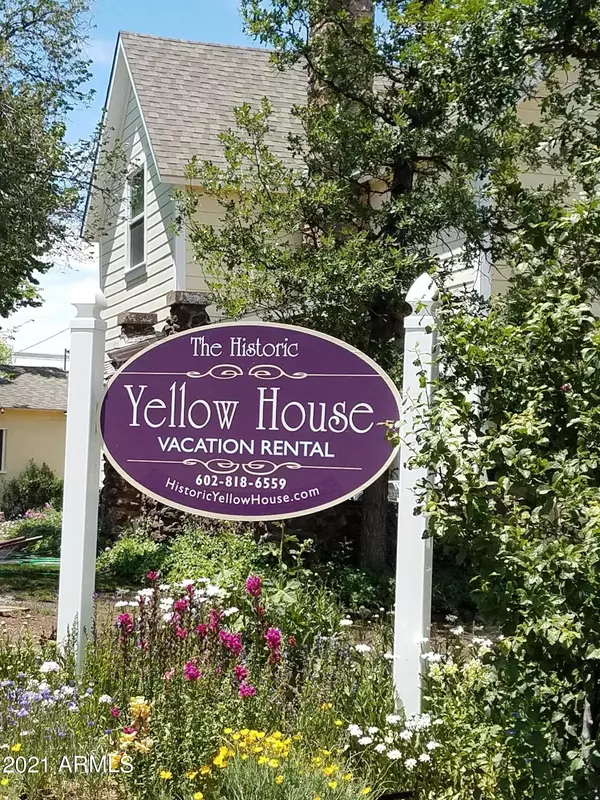 The Historic
Yellow House
VACATION RENTAL
602-818-6559
HistoricYellowHouse.com
2021 ARMLS